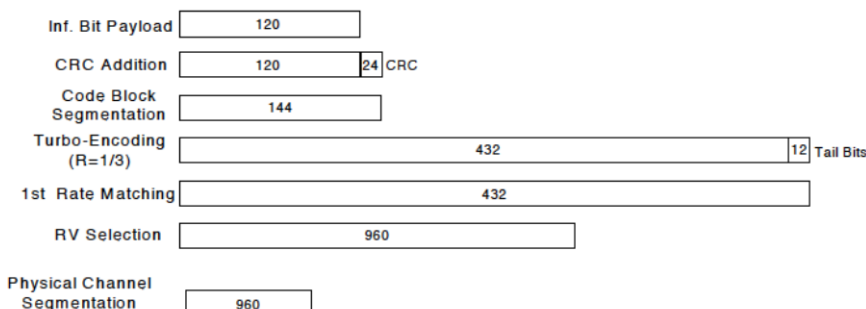 Inf. Bit Payload 120
CRC Addition 120 24 CRC
Code Block
Segmentation 144
Turbo-Encoding
(R=1/3) 432 12 Tail Bits
1st Rate Matching 432
RV Selection 960
Physical Channel
Segmentation 960